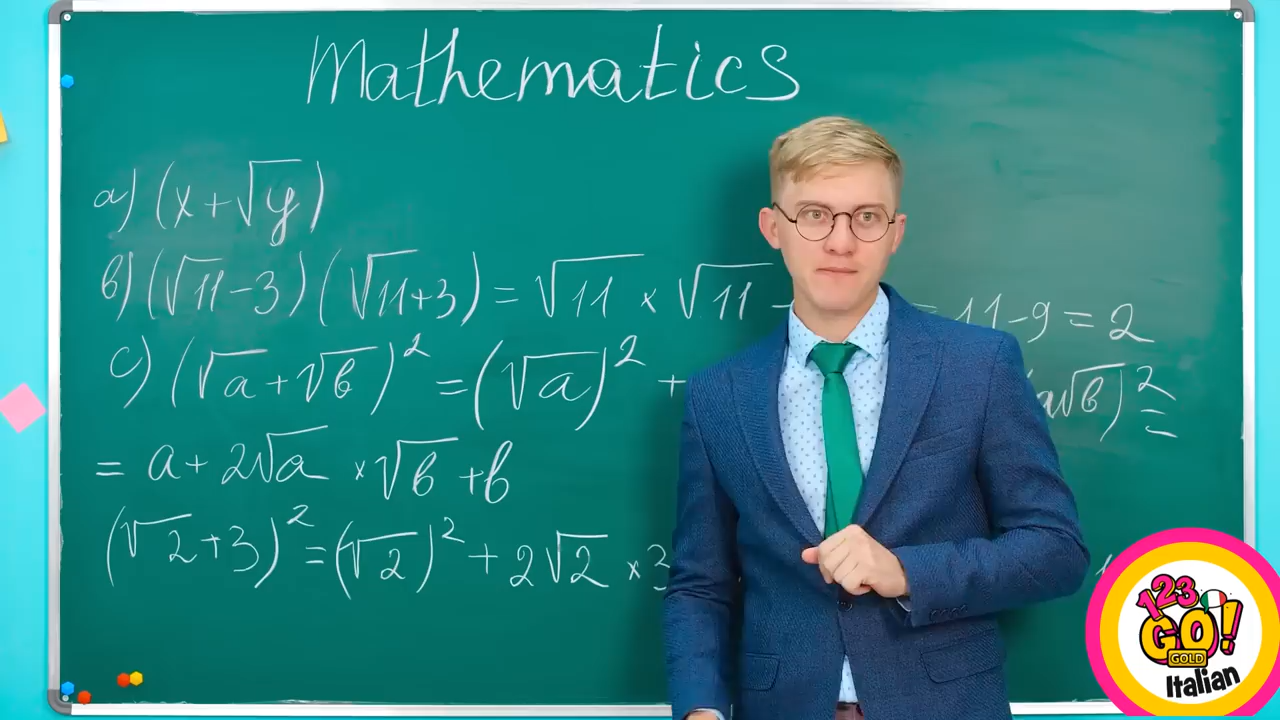 Mathematics
a) (x+√y)
в) (√11-3)(√11+3) = √11 × √11 - = 11-9 = 2
c) (√a+√в)² = (√a)² + a√в)² =
= a+ 2√a ×√в +в
(√2+3)² = (√2)² + 2√2 ×3
123
GO!
GOLD
Italian